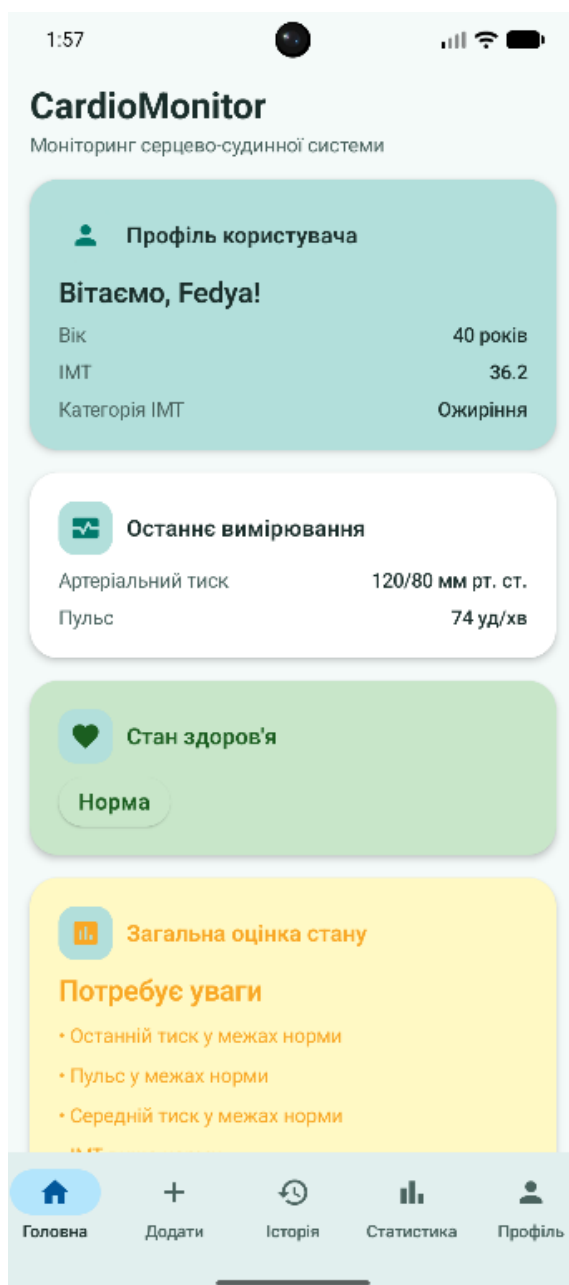 1:57
CardioMonitor
Моніторинг серцево-судинної системи
Профіль користувача
Вітаємо, Fedya!
Вік 40 років
ІМТ 36.2
Категорія ІМТ Ожиріння
Останнє вимірювання
Артеріальний тиск 120/80 мм рт. ст.
Пульс 74 уд/хв
Стан здоров'я
Норма
Загальна оцінка стану
Потребує уваги
• Останній тиск у межах норми
• Пульс у межах норми
• Середній тиск у межах норми
Головна Додати Історія Статистика Профіль